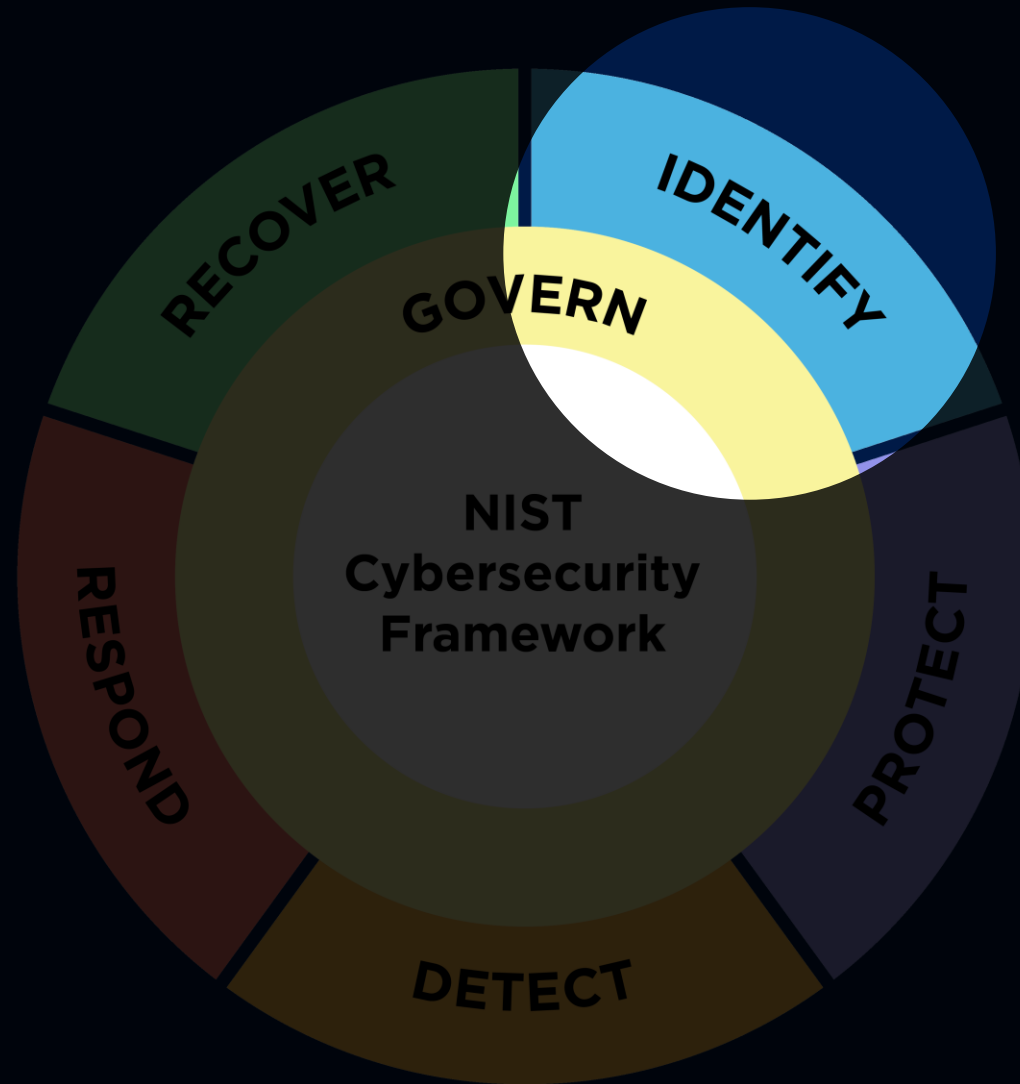 RECOVER
IDENTIFY
GOVERN
NIST
Cybersecurity
Framework
RESPOND
PROTECT
DETECT